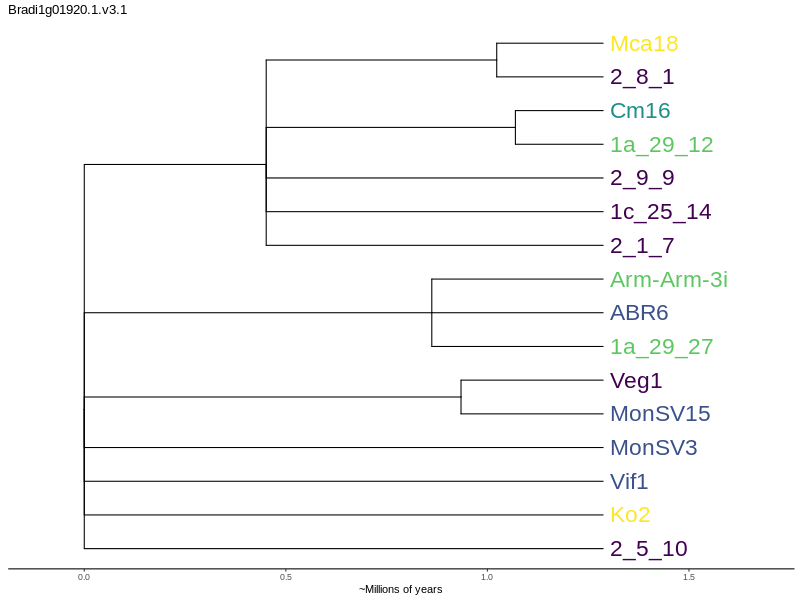 Bradi1g01920.1.v3.1
Mca18
2_8_1
Cm16
1a_29_12
2_9_9
1c_25_14
2_1_7
Arm-Arm-3i
ABR6
1a_29_27
Veg1
MonSV15
MonSV3
Vif1
Ko2
2_5_10
0.0 0.5 1.0 1.5
~Millions of years